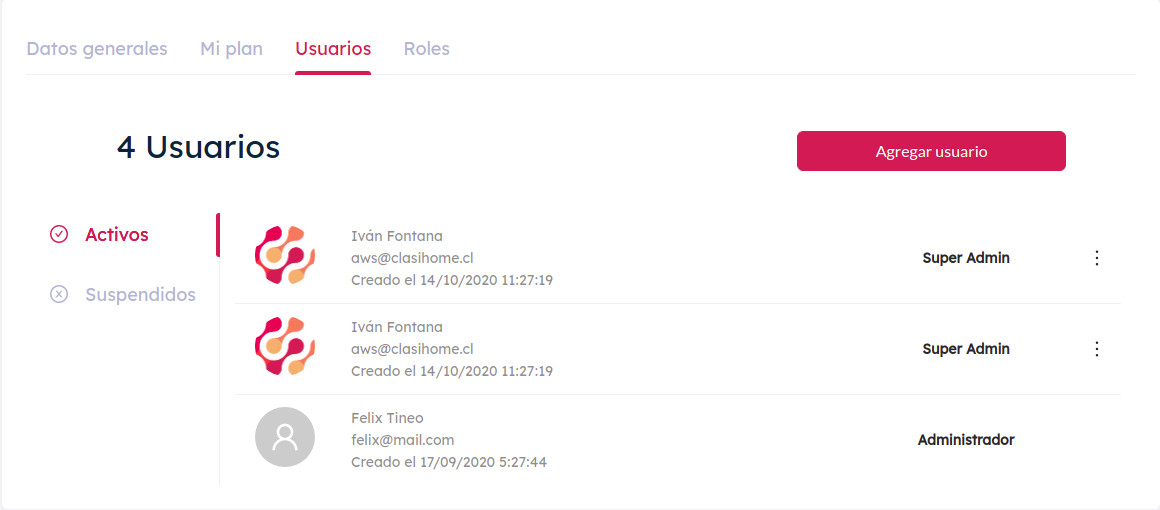 Datos generales Mi plan Usuarios Roles
4 Usuarios
Agregar usuario
Activos
Suspendidos
Iván Fontana
aws@clasihome.cl
Creado el 14/10/2020 11:27:19
Super Admin
Iván Fontana
aws@clasihome.cl
Creado el 14/10/2020 11:27:19
Super Admin
Felix Tineo
felix@mail.com
Creado el 17/09/2020 5:27:44
Administrador